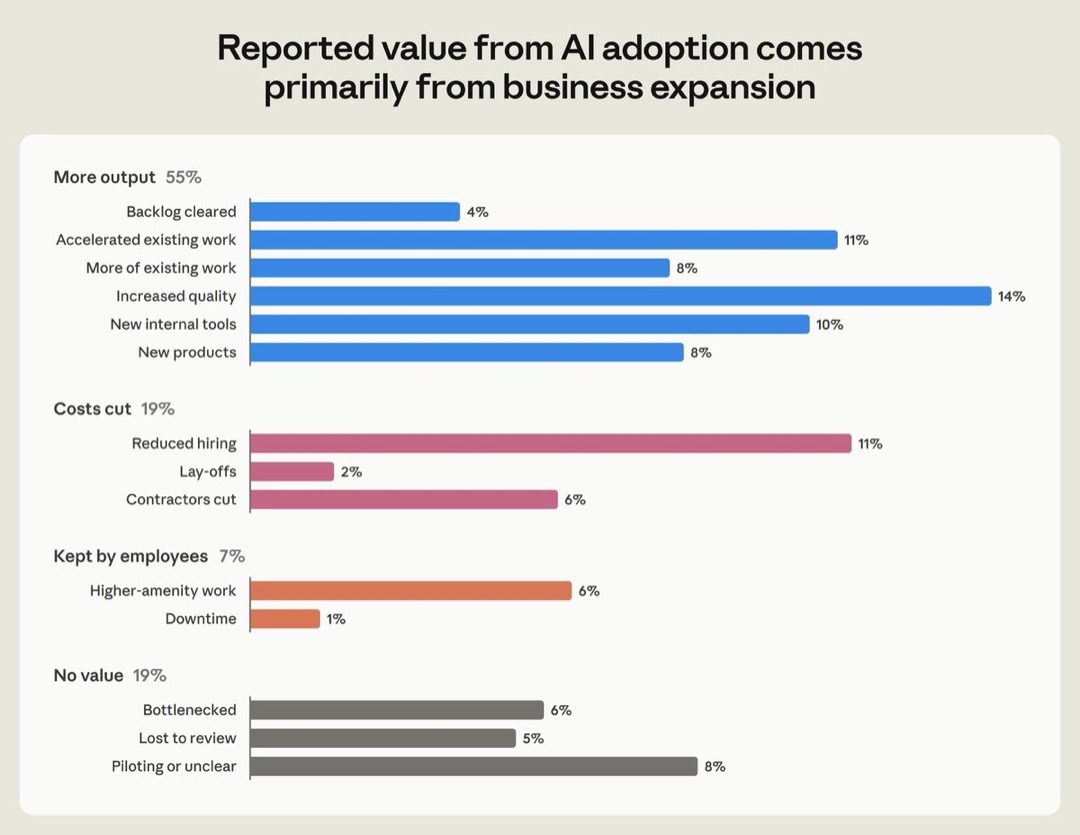 Reported value from AI adoption comes
primarily from business expansion
More output 55%
Backlog cleared 4%
Accelerated existing work 11%
More of existing work 8%
Increased quality 14%
New internal tools 10%
New products 8%
Costs cut 19%
Reduced hiring 11%
Lay-offs 2%
Contractors cut 6%
Kept by employees 7%
Higher-amenity work 6%
Downtime 1%
No value 19%
Bottlenecked 6%
Lost to review 5%
Piloting or unclear 8%